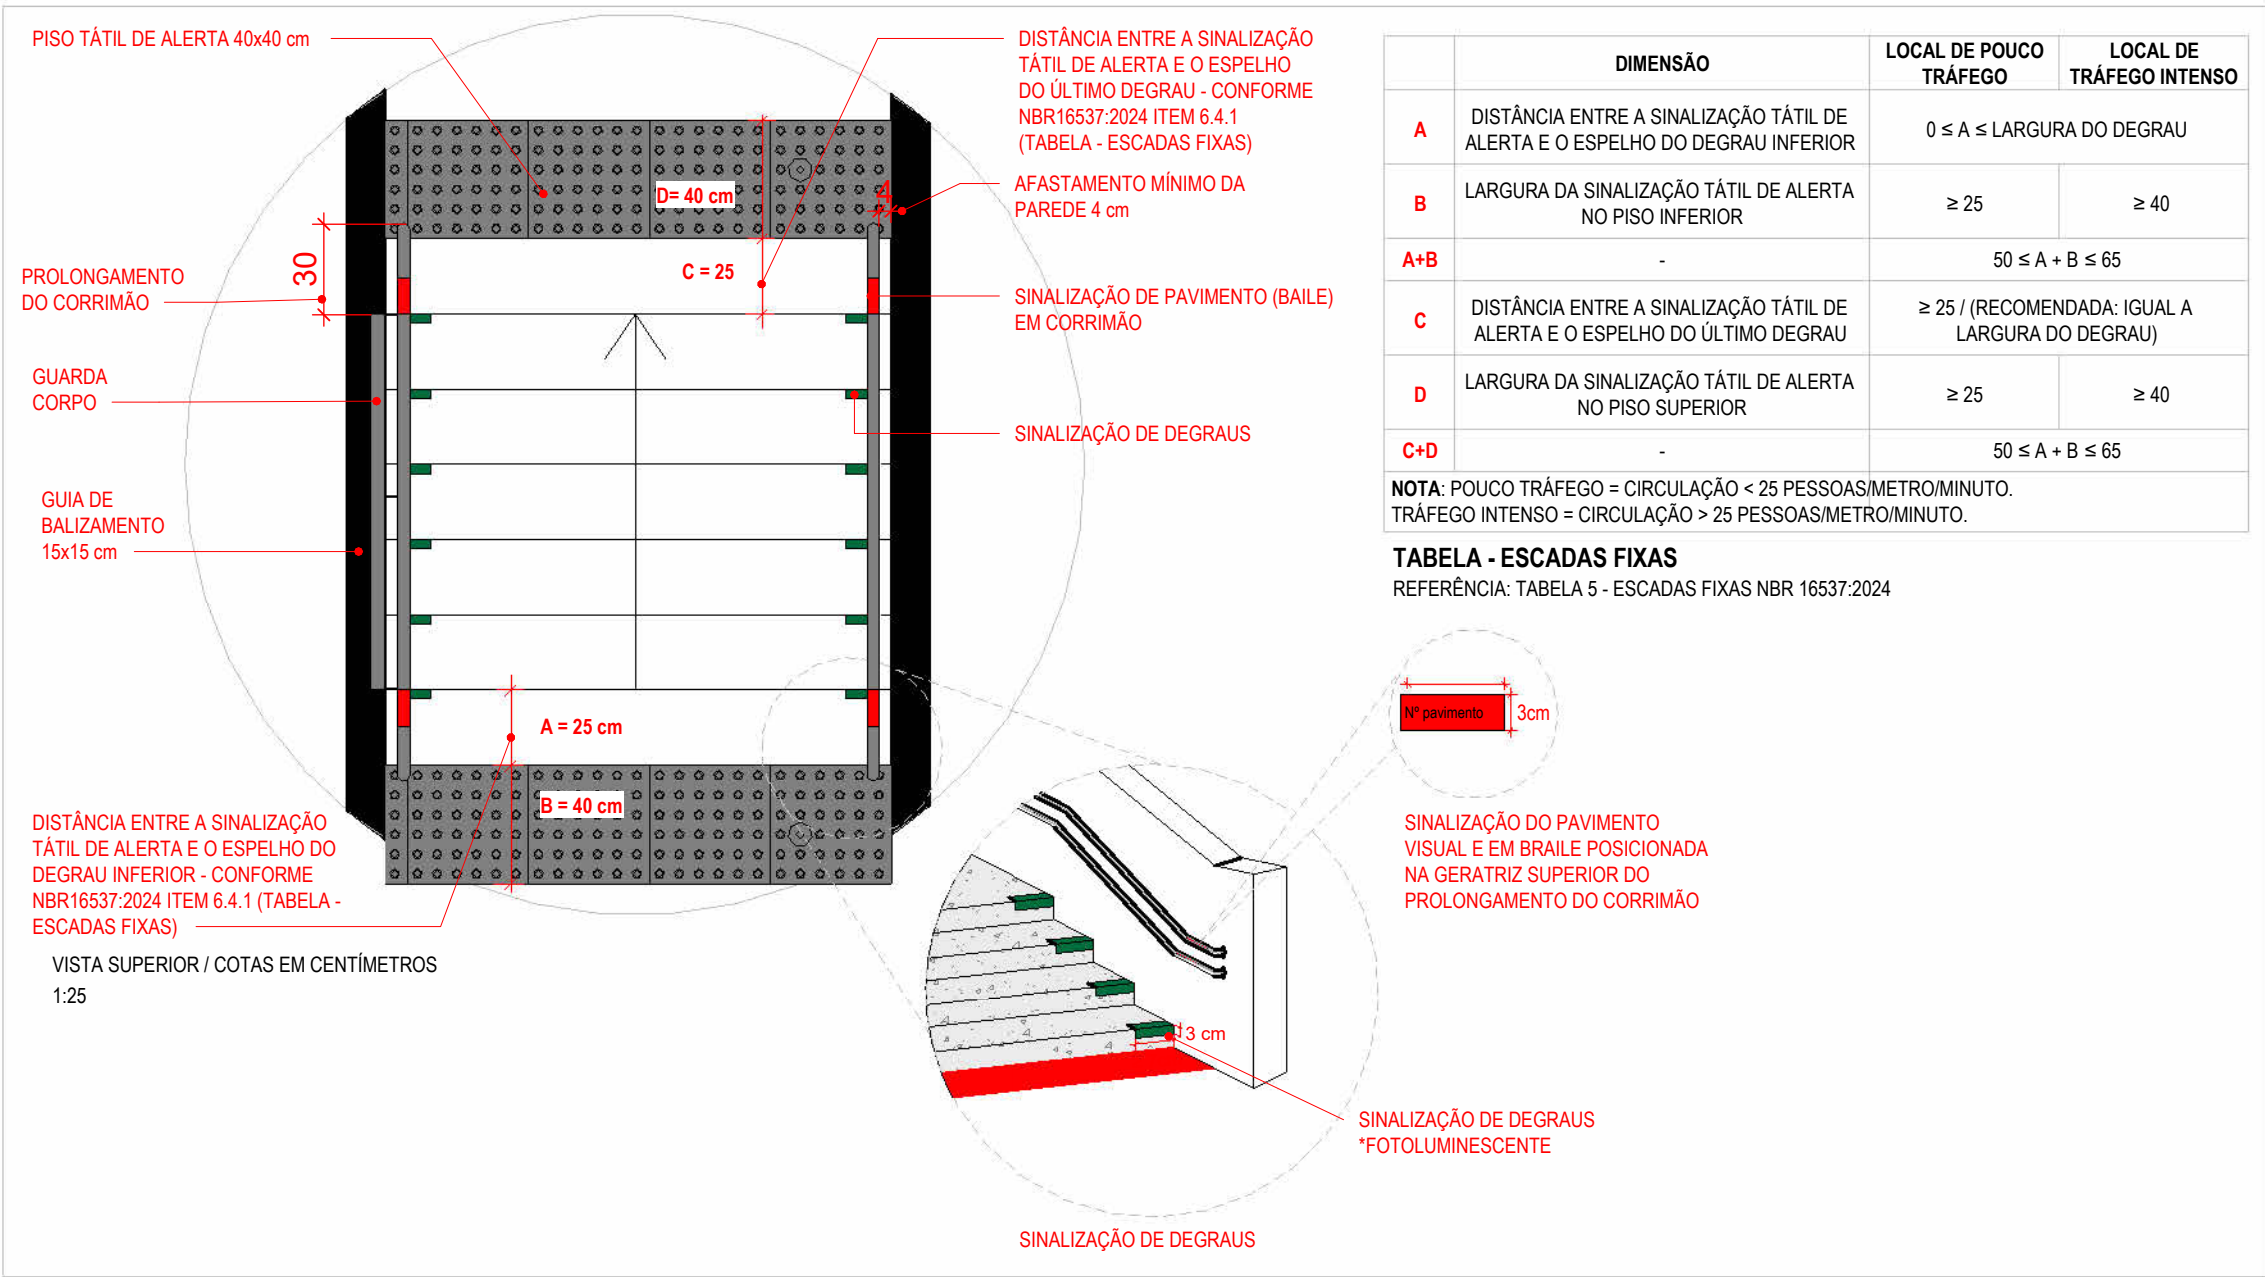 PISO TÁTIL DE ALERTA 40x40 cm
DISTÂNCIA ENTRE A SINALIZAÇÃO
TÁTIL DE ALERTA E O ESPELHO
DO ÚLTIMO DEGRAU - CONFORME
NBR16537:2024 ITEM 6.4.1
(TABELA - ESCADAS FIXAS)
D= 40 cm
4
AFASTAMENTO MÍNIMO DA
PAREDE 4 cm
30
C = 25
PROLONGAMENTO
DO CORRIMÃO
SINALIZAÇÃO DE PAVIMENTO (BAILE)
EM CORRIMÃO
GUARDA
CORPO
SINALIZAÇÃO DE DEGRAUS
GUIA DE
BALIZAMENTO
15x15 cm
A = 25 cm
B = 40 cm
DISTÂNCIA ENTRE A SINALIZAÇÃO
TÁTIL DE ALERTA E O ESPELHO DO
DEGRAU INFERIOR - CONFORME
NBR16537:2024 ITEM 6.4.1 (TABELA -
ESCADAS FIXAS)
VISTA SUPERIOR / COTAS EM CENTÍMETROS
1:25
DIMENSÃO
LOCAL DE POUCO
TRÁFEGO
LOCAL DE
TRÁFEGO INTENSO
A
DISTÂNCIA ENTRE A SINALIZAÇÃO TÁTIL DE
ALERTA E O ESPELHO DO DEGRAU INFERIOR
0 ≤ A ≤ LARGURA DO DEGRAU
B
LARGURA DA SINALIZAÇÃO TÁTIL DE ALERTA
NO PISO INFERIOR
≥ 25
≥ 40
A+B
-
50 ≤ A + B ≤ 65
C
DISTÂNCIA ENTRE A SINALIZAÇÃO TÁTIL DE
ALERTA E O ESPELHO DO ÚLTIMO DEGRAU
≥ 25 / (RECOMENDADA: IGUAL A
LARGURA DO DEGRAU)
D
LARGURA DA SINALIZAÇÃO TÁTIL DE ALERTA
NO PISO SUPERIOR
≥ 25
≥ 40
C+D
-
50 ≤ A + B ≤ 65
NOTA: POUCO TRÁFEGO = CIRCULAÇÃO < 25 PESSOAS/METRO/MINUTO.
TRÁFEGO INTENSO = CIRCULAÇÃO > 25 PESSOAS/METRO/MINUTO.
TABELA - ESCADAS FIXAS
REFERÊNCIA: TABELA 5 - ESCADAS FIXAS NBR 16537:2024
Nº pavimento
3cm
SINALIZAÇÃO DO PAVIMENTO
VISUAL E EM BRAILE POSICIONADA
NA GERATRIZ SUPERIOR DO
PROLONGAMENTO DO CORRIMÃO
3 cm
SINALIZAÇÃO DE DEGRAUS
*FOTOLUMINESCENTE
SINALIZAÇÃO DE DEGRAUS